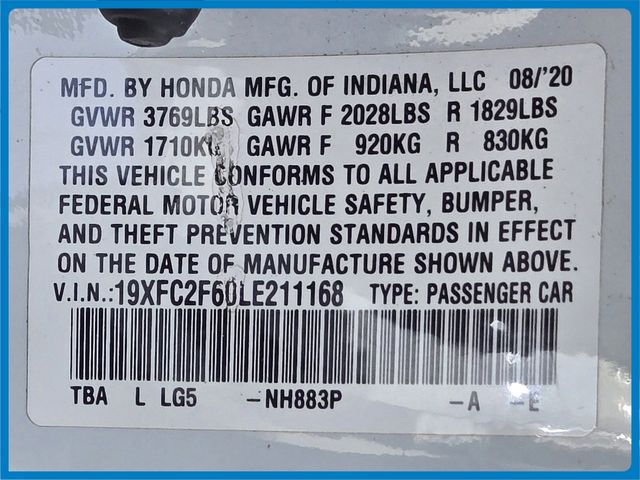 MFD. BY HONDA MFG. OF INDIANA, LLC 08/'20
GVWR 3769LBS GAWR F 2028LBS R 1829LBS
GVWR 1710KG GAWR F 920KG R 830KG
THIS VEHICLE CONFORMS TO ALL APPLICABLE
FEDERAL MOTOR VEHICLE SAFETY, BUMPER,
AND THEFT PREVENTION STANDARDS IN EFFECT
ON THE DATE OF MANUFACTURE SHOWN ABOVE.
V.I.N.:19XFC2F60LE211168 TYPE: PASSENGER CAR
TBA L LG5 -NH883P -A -E